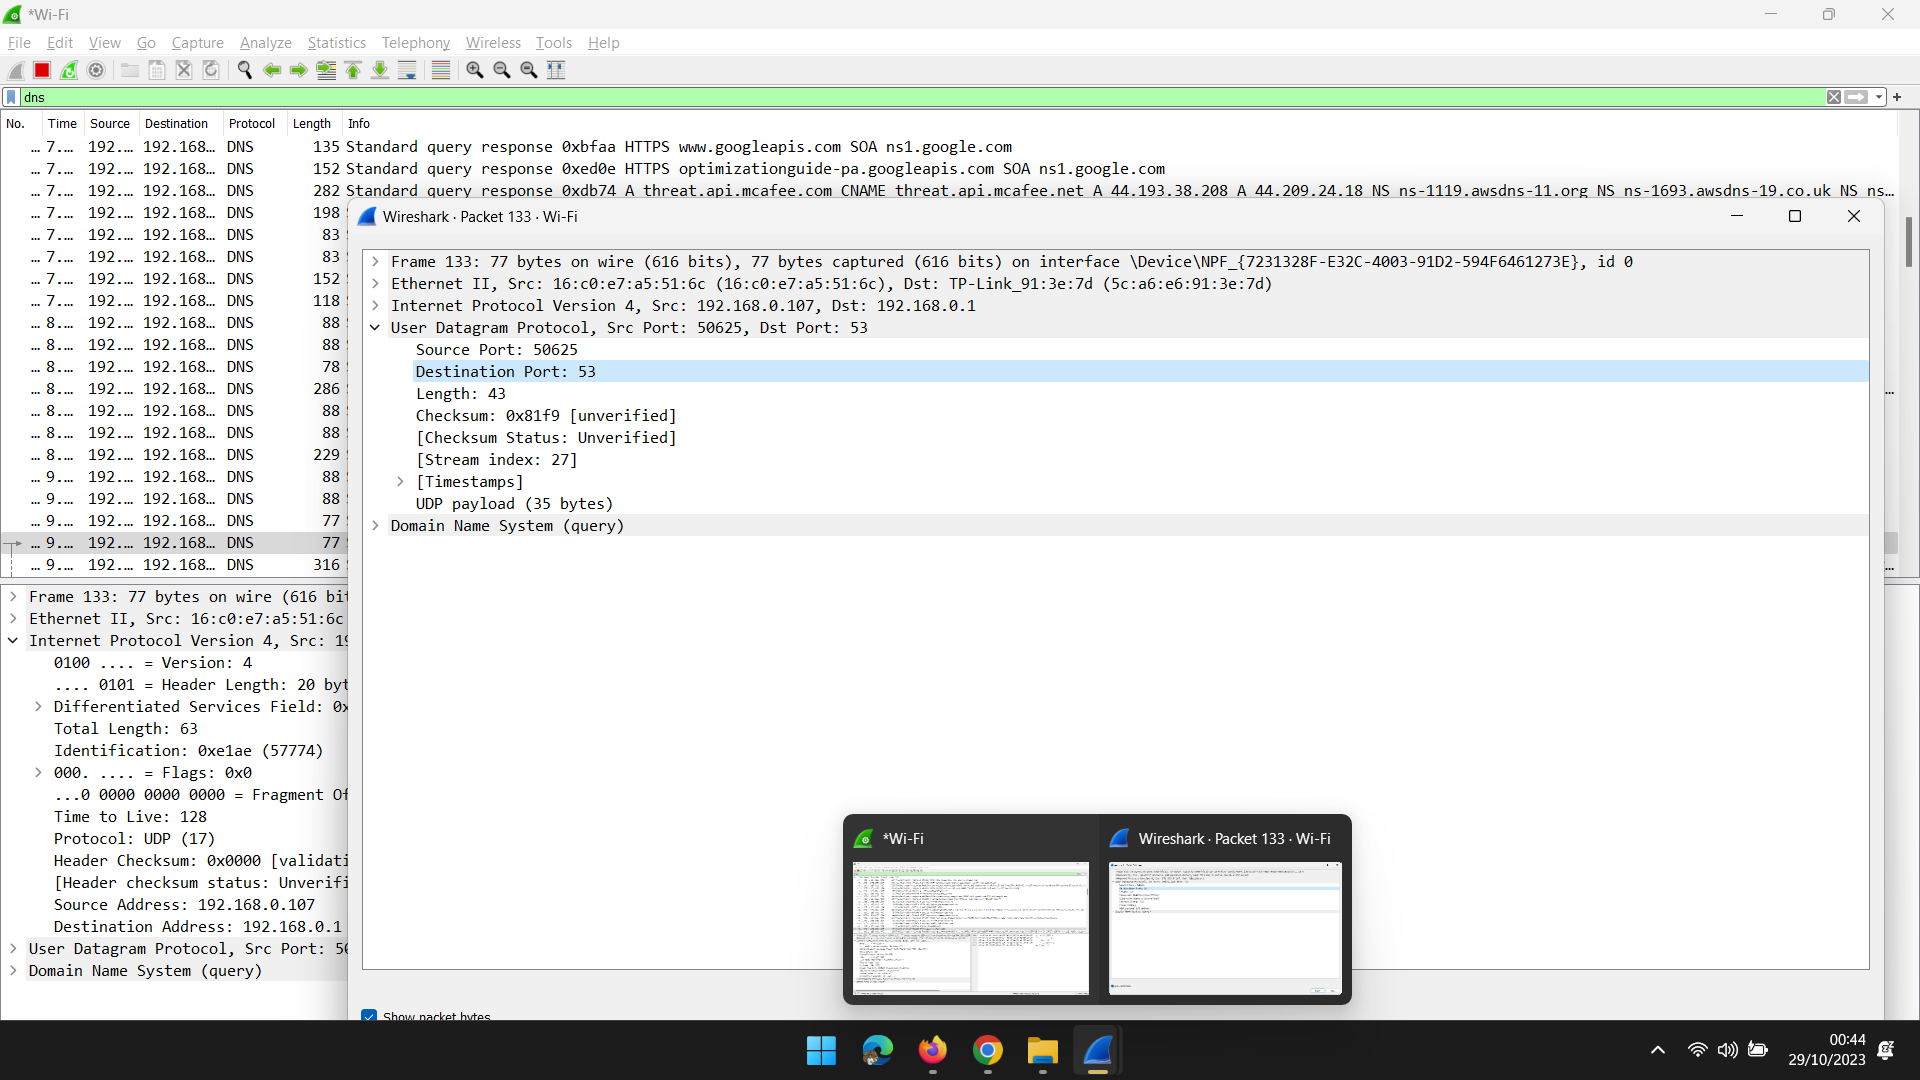 *Wi-Fi
File Edit View Go Capture Analyze Statistics Telephony Wireless Tools Help
dns
No. Time Source Destination Protocol Length Info
... 7.... 192.... 192.168... DNS 135 Standard query response 0xbfaa HTTPS www.googleapis.com SOA ns1.google.com
... 7.... 192.... 192.168... DNS 152 Standard query response 0xed0e HTTPS optimizationguide-pa.googleapis.com SOA ns1.google.com
... 7.... 192.... 192.168... DNS 282 Standard query response 0xdb74 A threat.api.mcafee.com CNAME threat.api.mcafee.net A 44.193.38.208 A 44.209.24.18 NS ns-1119.awsdns-11.org NS ns-1693.awsdns-19.co.uk NS ns...
... 7.... 192.... 192.168... DNS 198
... 7.... 192.... 192.168... DNS 83
... 7.... 192.... 192.168... DNS 83
... 7.... 192.... 192.168... DNS 152
... 7.... 192.... 192.168... DNS 118
... 8.... 192.... 192.168... DNS 88
... 8.... 192.... 192.168... DNS 88
... 8.... 192.... 192.168... DNS 78
... 8.... 192.... 192.168... DNS 286
... 8.... 192.... 192.168... DNS 88
... 8.... 192.... 192.168... DNS 88
... 8.... 192.... 192.168... DNS 229
... 9.... 192.... 192.168... DNS 88
... 9.... 192.... 192.168... DNS 88
... 9.... 192.... 192.168... DNS 77
... 9.... 192.... 192.168... DNS 77
... 9.... 192.... 192.168... DNS 316
Wireshark · Packet 133 · Wi-Fi
Frame 133: 77 bytes on wire (616 bits), 77 bytes captured (616 bits) on interface \Device\NPF_{7231328F-E32C-4003-91D2-594F6461273E}, id 0
Ethernet II, Src: 16:c0:e7:a5:51:6c (16:c0:e7:a5:51:6c), Dst: TP-Link_91:3e:7d (5c:a6:e6:91:3e:7d)
Internet Protocol Version 4, Src: 192.168.0.107, Dst: 192.168.0.1
User Datagram Protocol, Src Port: 50625, Dst Port: 53
Source Port: 50625
Destination Port: 53
Length: 43
Checksum: 0x81f9 [unverified]
[Checksum Status: Unverified]
[Stream index: 27]
[Timestamps]
UDP payload (35 bytes)
Domain Name System (query)
Frame 133: 77 bytes on wire (616 bit
Ethernet II, Src: 16:c0:e7:a5:51:6c
Internet Protocol Version 4, Src: 19
0100 .... = Version: 4
.... 0101 = Header Length: 20 byt
Differentiated Services Field: 0x
Total Length: 63
Identification: 0xe1ae (57774)
000. .... = Flags: 0x0
...0 0000 0000 0000 = Fragment Of
Time to Live: 128
Protocol: UDP (17)
Header Checksum: 0x0000 [validati
[Header checksum status: Unverifi
Source Address: 192.168.0.107
Destination Address: 192.168.0.1
User Datagram Protocol, Src Port: 50
Domain Name System (query)
Show packet bytes
*Wi-Fi
Wireshark · Packet 133 · Wi-Fi
00:44
29/10/2023